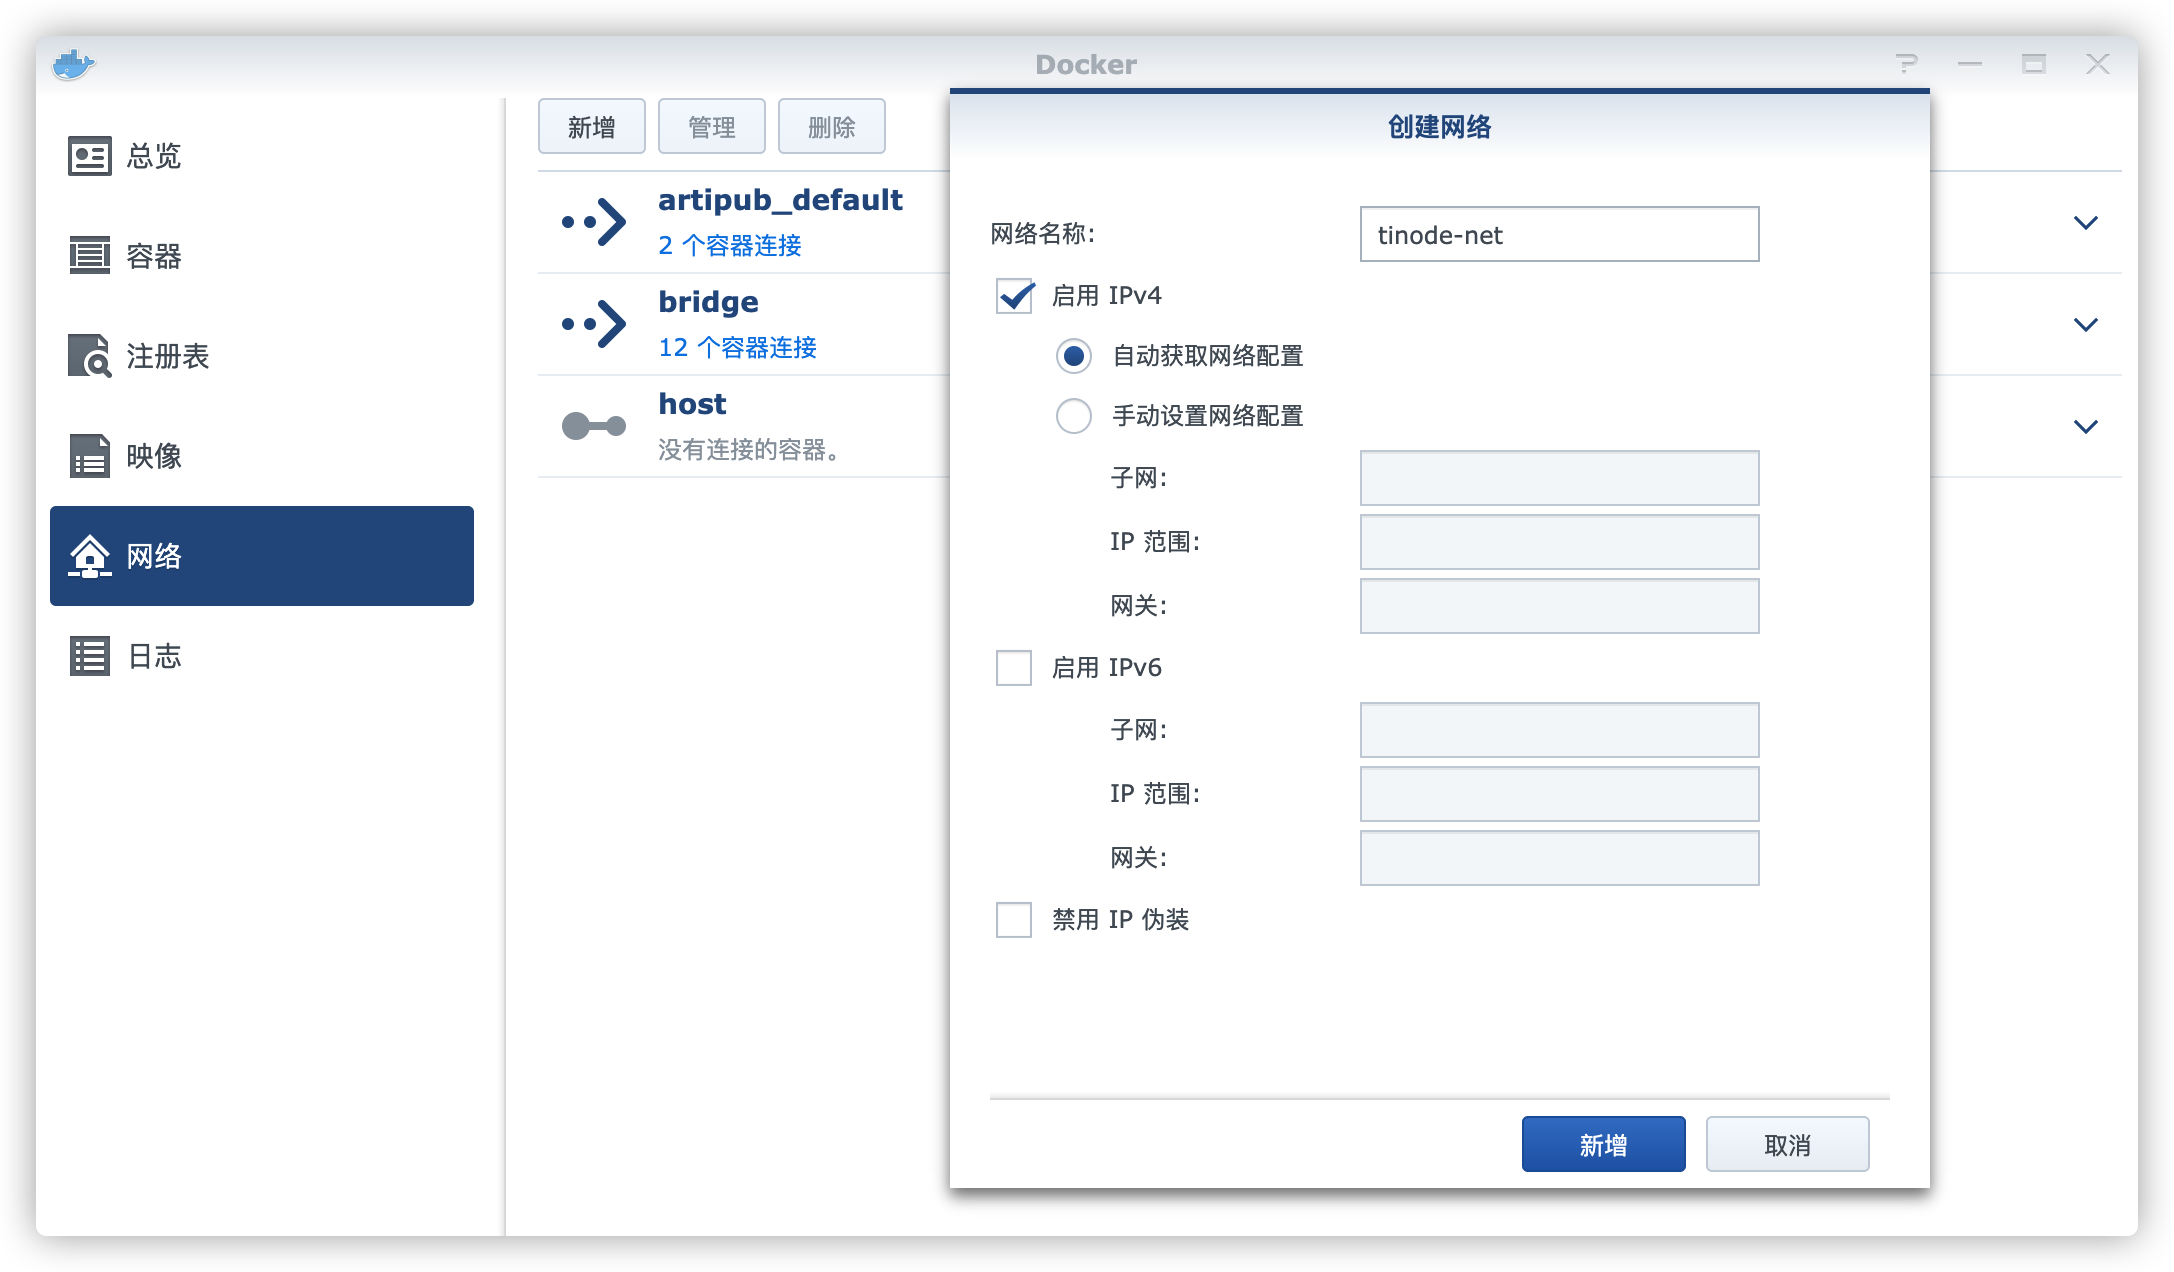 Docker
总览
容器
注册表
映像
网络
日志
新增
管理
删除
artipub_default
2 个容器连接
bridge
12 个容器连接
host
没有连接的容器。
创建网络
网络名称:
tinode-net
启用 IPv4
自动获取网络配置
手动设置网络配置
子网:
IP 范围:
网关:
启用 IPv6
子网:
IP 范围:
网关:
禁用 IP 伪装
新增
取消